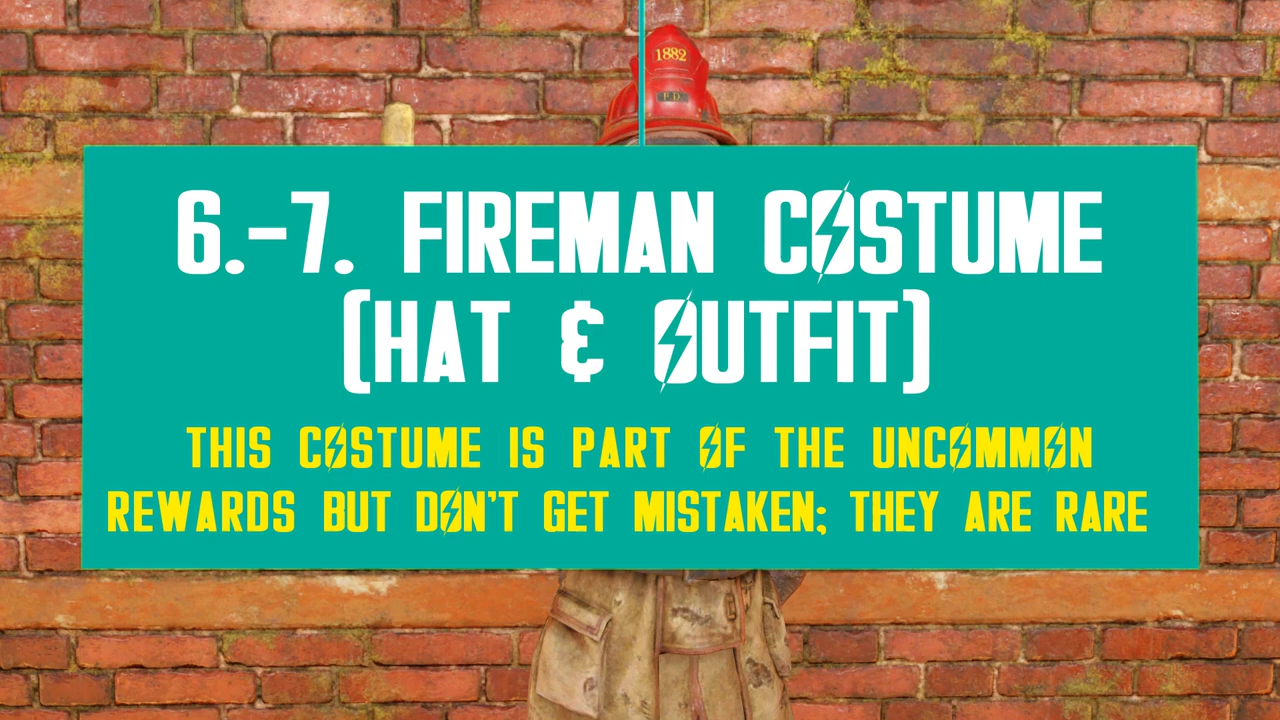 1882
F.D.
6.-7. FIREMAN COSTUME
(HAT & OUTFIT)
THIS COSTUME IS PART OF THE UNCOMMON
REWARDS BUT DON'T GET MISTAKEN; THEY ARE RARE